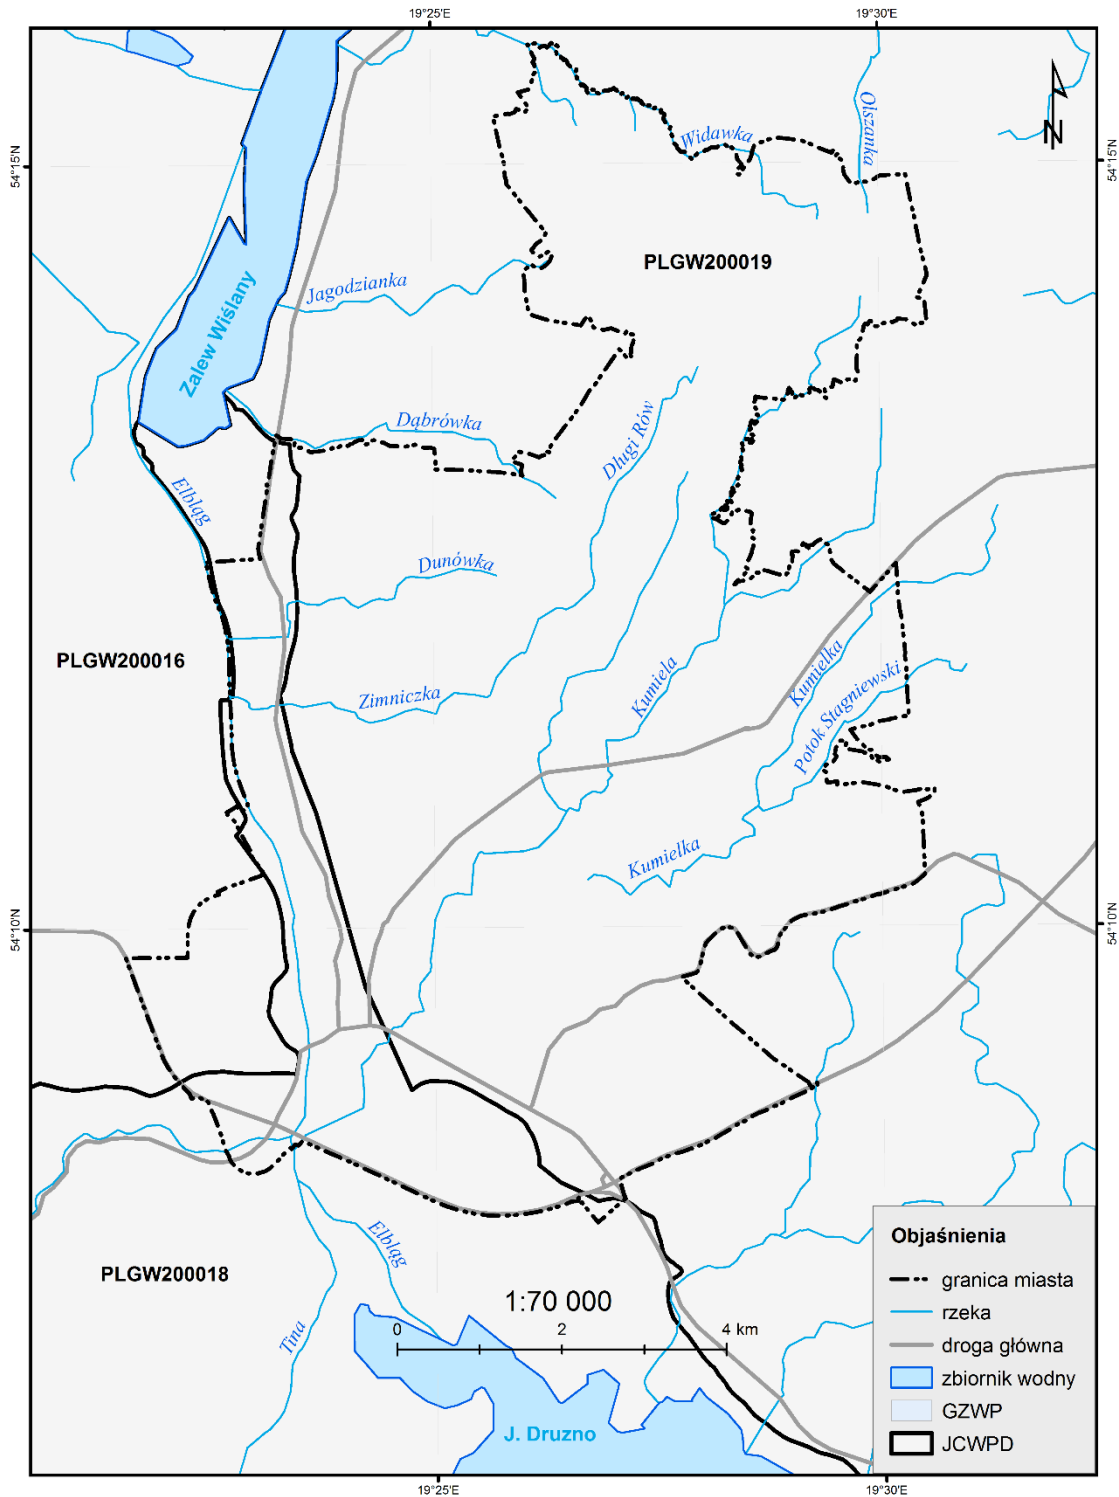 19°25'E
19°30'E
N
54°15'N
54°15'N
Olszanka
Widawka
PLGW200019
Jagodzianka
Zalew Wiślany
Dąbrówka
Długi Rów
Elbląg
Dunówka
PLGW200016
Zimniczka
Kumiela
Kumielka
Potok Stagniewski
Kumielka
54°10'N
54°10'N
Elbląg
PLGW200018
Tina
1:70 000
0 2 4 km
J. Druzno
Objaśnienia
granica miasta
rzeka
droga główna
zbiornik wodny
GZWP
JCWPD
19°25'E
19°30'E